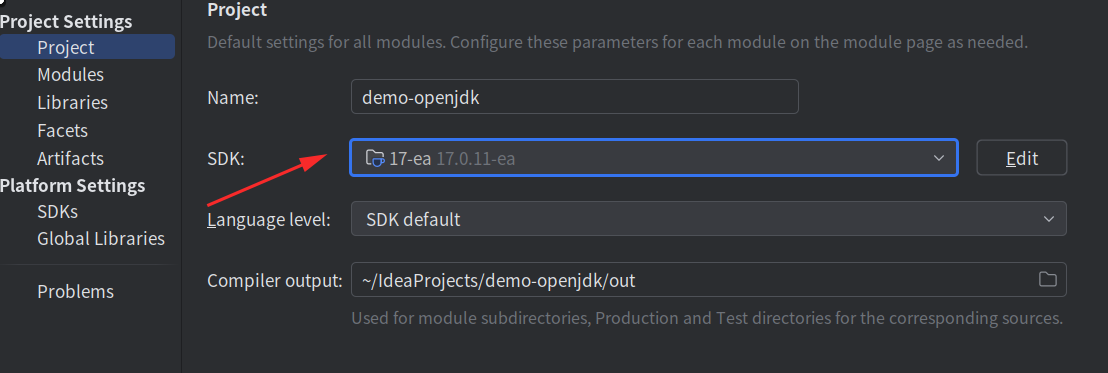 Project Settings
Project
Modules
Libraries
Facets
Artifacts
Platform Settings
SDKs
Global Libraries
Problems
Project
Default settings for all modules. Configure these parameters for each module on the module page as needed.
Name: demo-openjdk
SDK: 17-ea 17.0.11-ea Edit
Language level: SDK default
Compiler output: ~/IdeaProjects/demo-openjdk/out
Used for module subdirectories, Production and Test directories for the corresponding sources.